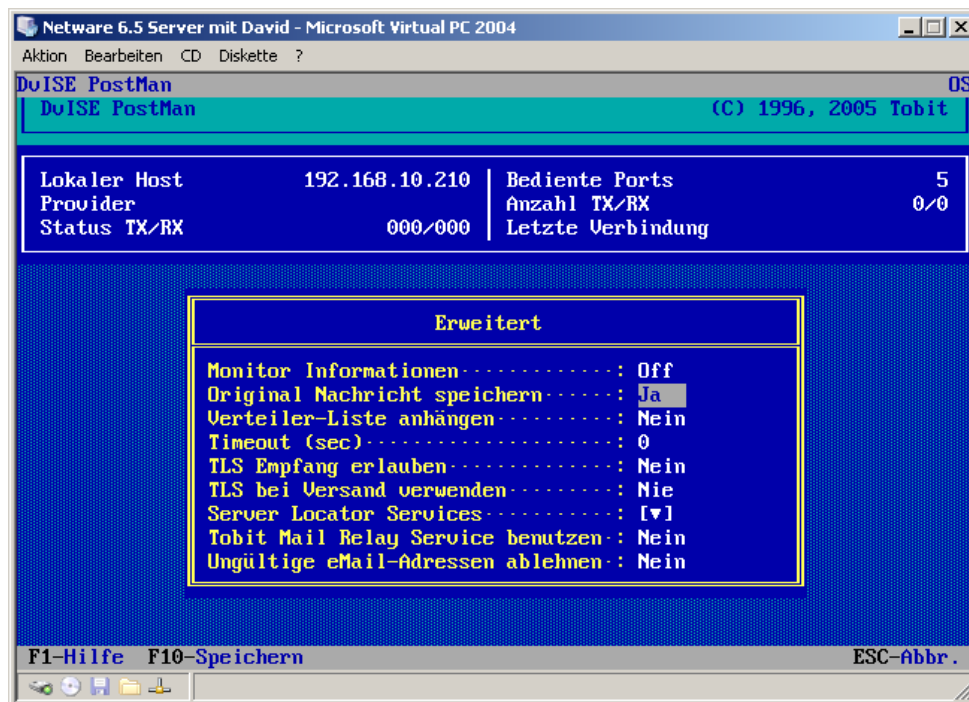 Netware 6.5 Server mit David - Microsoft Virtual PC 2004
Aktion Bearbeiten CD Diskette ?
DvISE PostMan OS
DvISE PostMan (C) 1996, 2005 Tobit
Lokaler Host 192.168.10.210 Bediente Ports 5
Provider Anzahl TX/RX 0/0
Status TX/RX 000/000 Letzte Verbindung
Erweitert
Monitor Informationen·············: Off
Original Nachricht speichern······: Ja
Verteiler-Liste anhängen··········: Nein
Timeout (sec)·····················: 0
TLS Empfang erlauben··············: Nein
TLS bei Versand verwenden·········: Nie
Server Locator Services···········: [▼]
Tobit Mail Relay Service benutzen·: Nein
Ungültige eMail-Adressen ablehnen·: Nein
F1-Hilfe F10-Speichern ESC-Abbr.